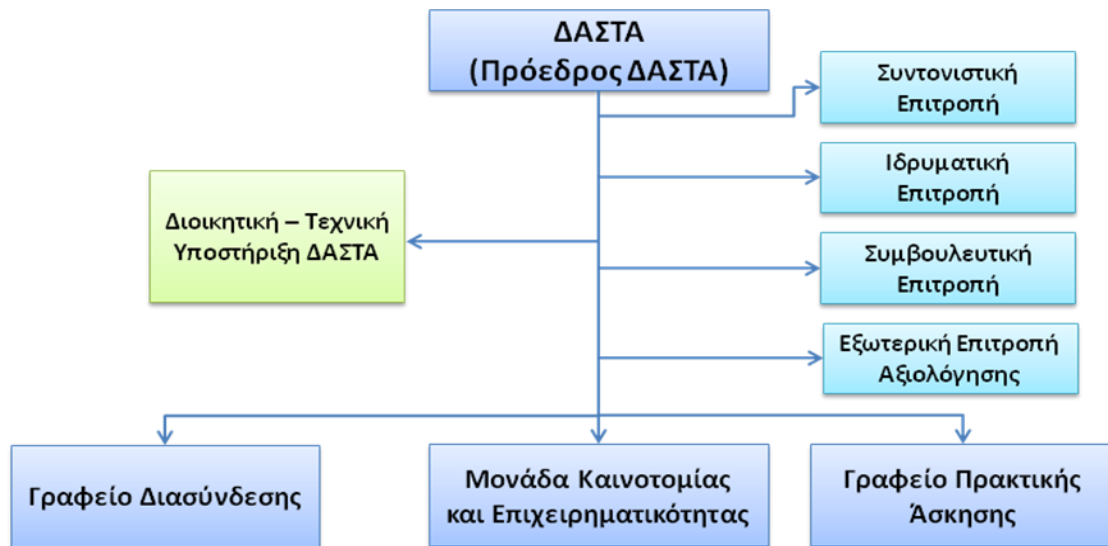 ΔΑΣΤΑ
(Πρόεδρος ΔΑΣΤΑ)
Συντονιστική
Επιτροπή
Ιδρυματική
Επιτροπή
Διοικητική – Τεχνική
Υποστήριξη ΔΑΣΤΑ
Συμβουλευτική
Επιτροπή
Εξωτερική Επιτροπή
Αξιολόγησης
Γραφείο Διασύνδεσης
Μονάδα Καινοτομίας
και Επιχειρηματικότητας
Γραφείο Πρακτικής
Άσκησης